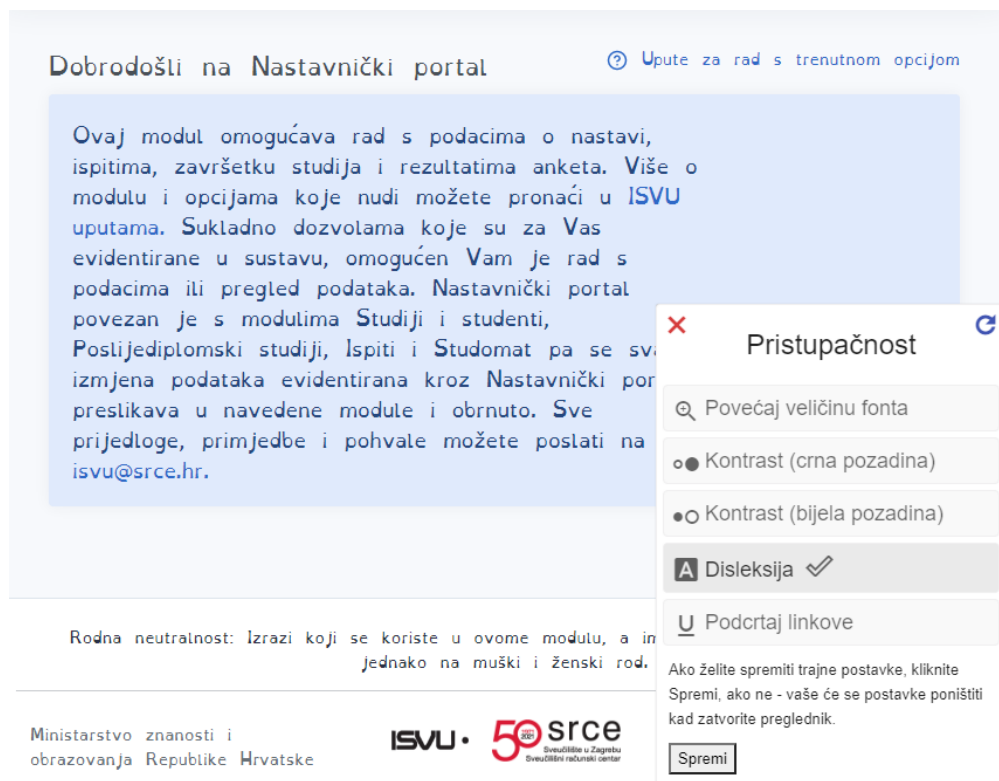 Dobrodošli na Nastavnički portal
Upute za rad s trenutnom opcijom
Ovaj modul omogućava rad s podacima o nastavi,
ispitima, završetku studija i rezultatima anketa. Više o
modulu i opcijama koje nudi možete pronaći u ISVU
uputama. Sukladno dozvolama koje su za Vas
evidentirane u sustavu, omogućen Vam je rad s
podacima ili pregled podataka. Nastavnički portal
povezan je s modulima Studiji i studenti,
Poslijediplomski studiji, Ispiti i Studomat pa se
izmjena podataka evidentirana kroz Nastavnički
preslikava u navedene module i obrnuto. Sve
prijedloge, primjedbe i pohvale možete poslati na
isvu@srce.hr.
Pristupačnost
Povećaj veličinu fonta
Kontrast (crna pozadina)
Kontrast (bijela pozadina)
A Disleksija
U Podcrtaj linkove
Ako želite spremiti trajne postavke, kliknite
Spremi, ako ne - vaše će se postavke poništiti
kad zatvorite preglednik.
Spremi
Rodna neutralnost: Izrazi koji se koriste u ovome modulu, a
jednako na muški i ženski rod.
Ministarstvo znanosti i
obrazovanja Republike Hrvatske
ISVU
50 srce
Sveučilište u Zagrebu
Sveučilišni računski centar